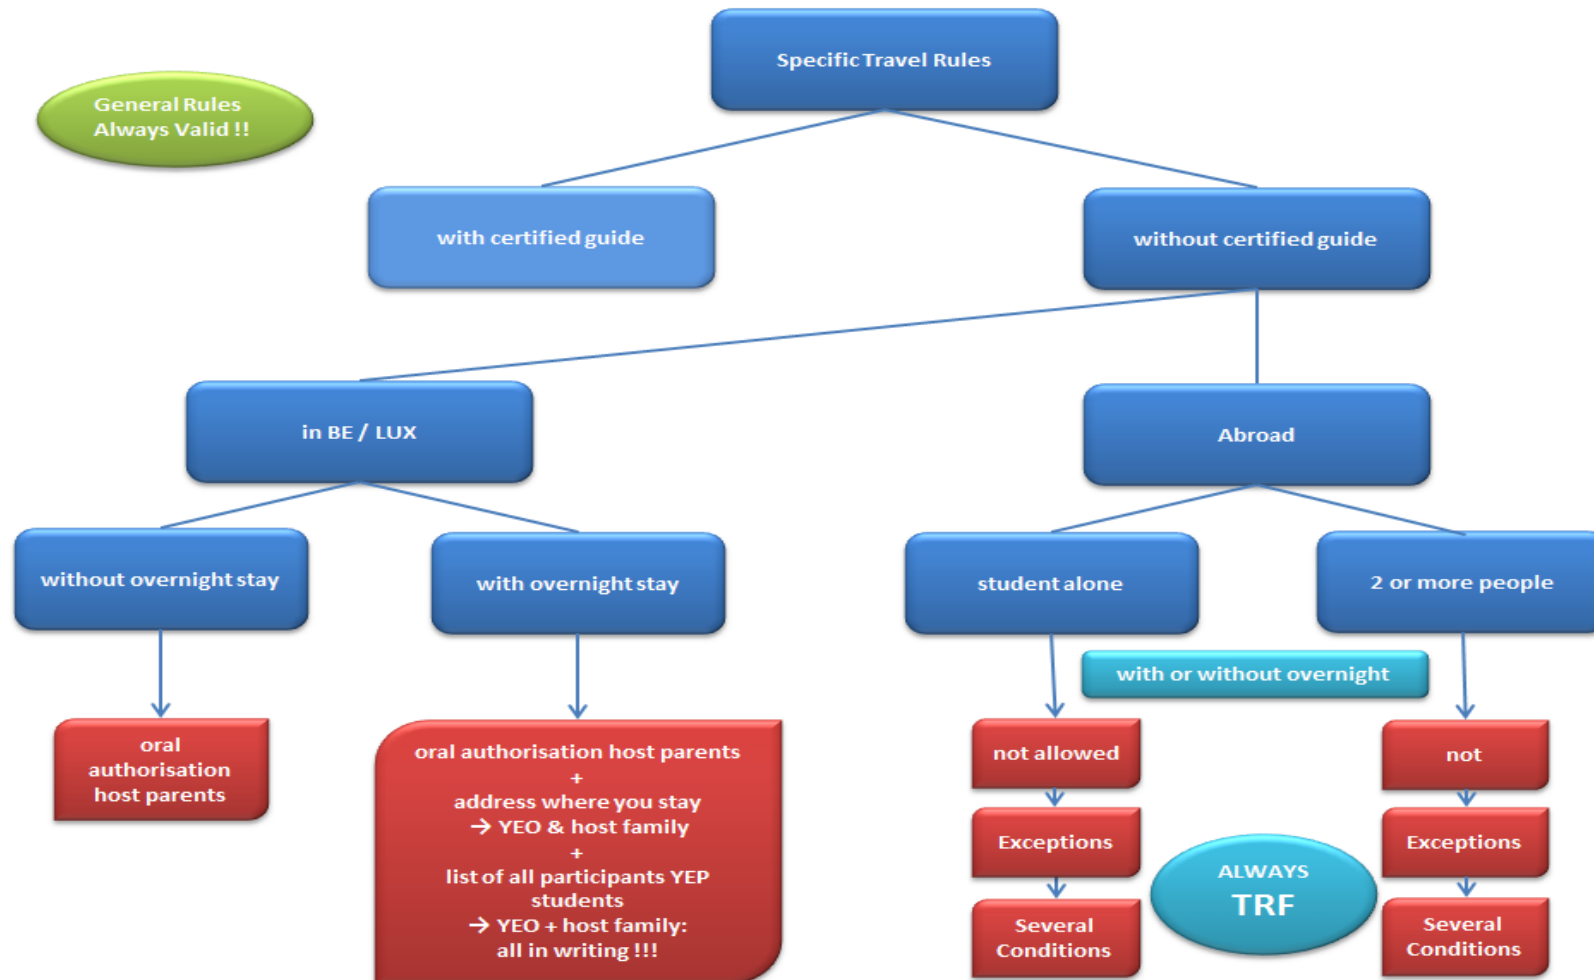 Specific Travel Rules
General Rules
Always Valid !!
with certified guide
without certified guide
in BE / LUX
Abroad
without overnight stay
with overnight stay
student alone
2 or more people
with or without overnight
oral
authorisation
host parents
oral authorisation host parents
+
address where you stay
→ YEO & host family
+
list of all participants YEP
students
→ YEO + host family:
all in writing !!!
not allowed
Exceptions
Several
Conditions
ALWAYS
TRF
not
Exceptions
Several
Conditions